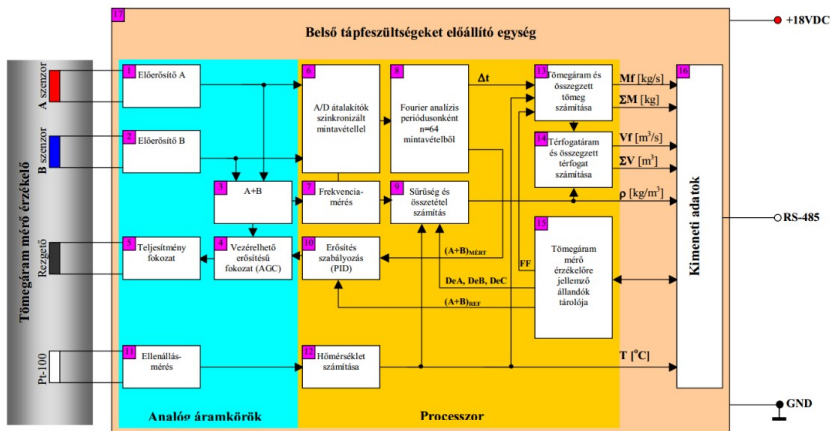 17
Belső tápfeszültségeket előállító egység
+18VDC
Tömegáram mérő érzékelő
A szenzor
B szenzor
Rezgető
Pt-100
1
Előerősítő A
2
Előerősítő B
3
A+B
4
Vezérelhető
erősítésű
fokozat (AGC)
5
Teljesítmény
fokozat
11
Ellenállás-
mérés
Analóg áramkörök
6
A/D átalakítók
szinkronizált
mintavétellel
7
Frekvencia-
mérés
8
Fourier analízis
periódusonként
n=64
mintavételből
9
Sűrűség és
összetétel
számítás
10
Erősítés
szabályozás
(PID)
12
Hőmérséklet
számítása
Δt
(A+B)MÉRT
DeA, DeB, DeC
(A+B)REF
FF
13
Tömegáram és
összegzett
tömeg
számítása
14
Térfogatáram
és összegzett
térfogat
számítása
15
Tömegáram
mérő
érzékelőre
jellemző
állandók
tárolója
Processzor
Mf [kg/s]
ΣM [kg]
Vf [m³/s]
ΣV [m³]
ρ [kg/m³]
T [°C]
16
Kimeneti adatok
RS-485
GND